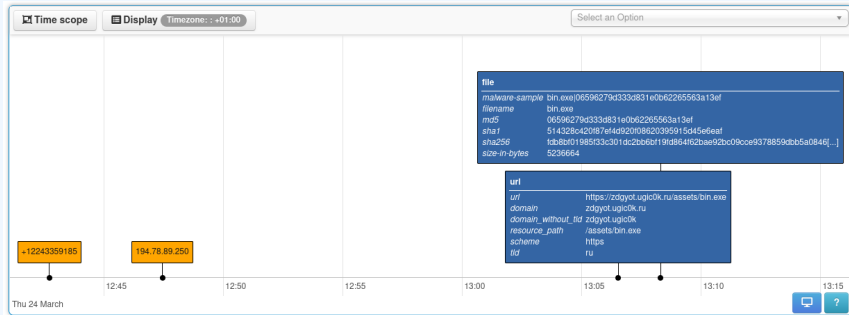 Time scope
Display Timezone: : +01:00
Select an Option
file
malware-sample bin.exe|06596279d333d831e0b62265563a13ef
filename bin.exe
md5 06596279d333d831e0b62265563a13ef
sha1 514328c420f87ef4d920f08620395915d45e6eaf
sha256 fdb8bf01985f33c301dc2bb6bf19fd864f62bae92bc09cce9378859dbb5a0846[...]
size-in-bytes 5236664
url
url https://zdgyot.ugic0k.ru/assets/bin.exe
domain zdgyot.ugic0k.ru
domain_without_tld zdgyot.ugic0k
resource_path /assets/bin.exe
scheme https
tld ru
+12243359185
194.78.89.250
12:45
12:50
12:55
13:00
13:05
13:10
13:15
Thu 24 March
?